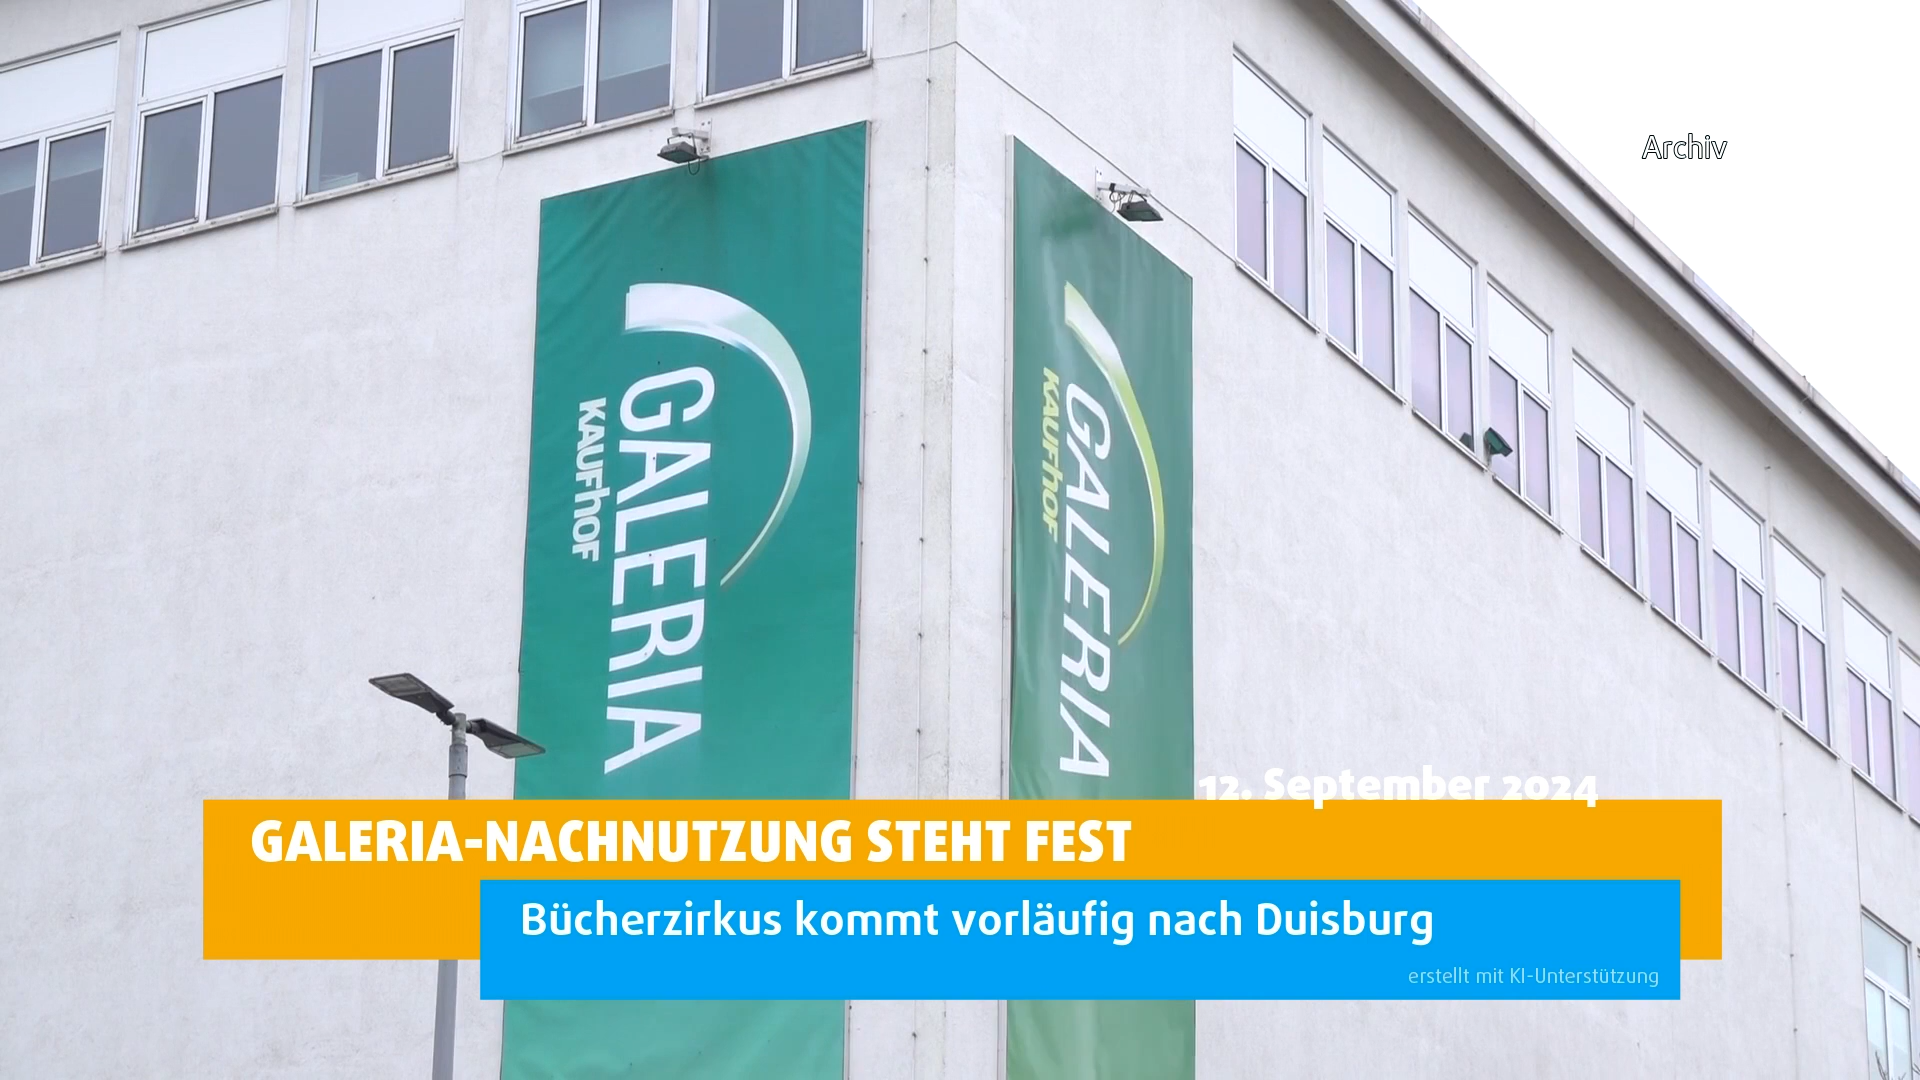 Archiv
GALERIA
KAUFhOF
GALERIA
KAUFhOF
12. September 2024
GALERIA-NACHNUTZUNG STEHT FEST
Bücherzirkus kommt vorläufig nach Duisburg
erstellt mit KI-Unterstützung